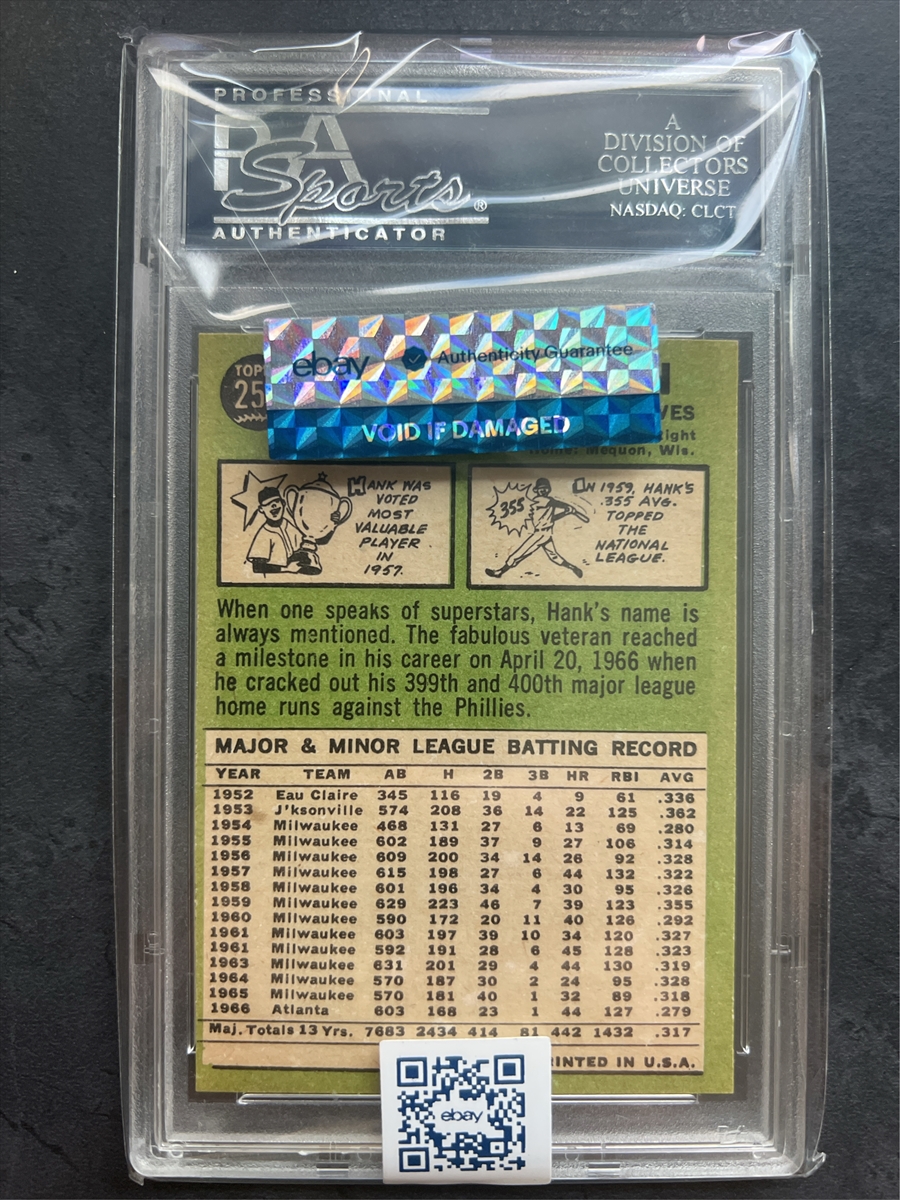 PROFESSIONAL
PSA
Sports®
AUTHENTICATOR
A
DIVISION OF
COLLECTORS
UNIVERSE
NASDAQ: CLCT
ebay Authenticity Guarantee
VOID IF DAMAGED
TOP
25
VES
ight
Home: Mequon, Wis.
HANK WAS
VOTED
MOST
VALUABLE
PLAYER
IN
1957.
355
IN 1959, HANK'S
.355 AVG.
TOPPED
THE
NATIONAL
LEAGUE.
When one speaks of superstars, Hank's name is
always mentioned. The fabulous veteran reached
a milestone in his career on April 20, 1966 when
he cracked out his 399th and 400th major league
home runs against the Phillies.
MAJOR & MINOR LEAGUE BATTING RECORD
YEAR TEAM AB H 2B 3B HR RBI AVG
1952 Eau Claire 345 116 19 4 9 61 .336
1953 J'ksonville 574 208 36 14 22 125 .362
1954 Milwaukee 468 131 27 6 13 69 .280
1955 Milwaukee 602 189 37 9 27 106 .314
1956 Milwaukee 609 200 34 14 26 92 .328
1957 Milwaukee 615 198 27 6 44 132 .322
1958 Milwaukee 601 196 34 4 30 95 .326
1959 Milwaukee 629 223 46 7 39 123 .355
1960 Milwaukee 590 172 20 11 40 126 .292
1961 Milwaukee 603 197 39 10 34 120 .327
1961 Milwaukee 592 191 28 6 45 128 .323
1963 Milwaukee 631 201 29 4 44 130 .319
1964 Milwaukee 570 187 30 2 24 95 .328
1965 Milwaukee 570 181 40 1 32 89 .318
1966 Atlanta 603 168 23 1 44 127 .279
Maj. Totals 13 Yrs. 7683 2434 414 81 442 1432 .317
RINTED IN U.S.A.
ebay